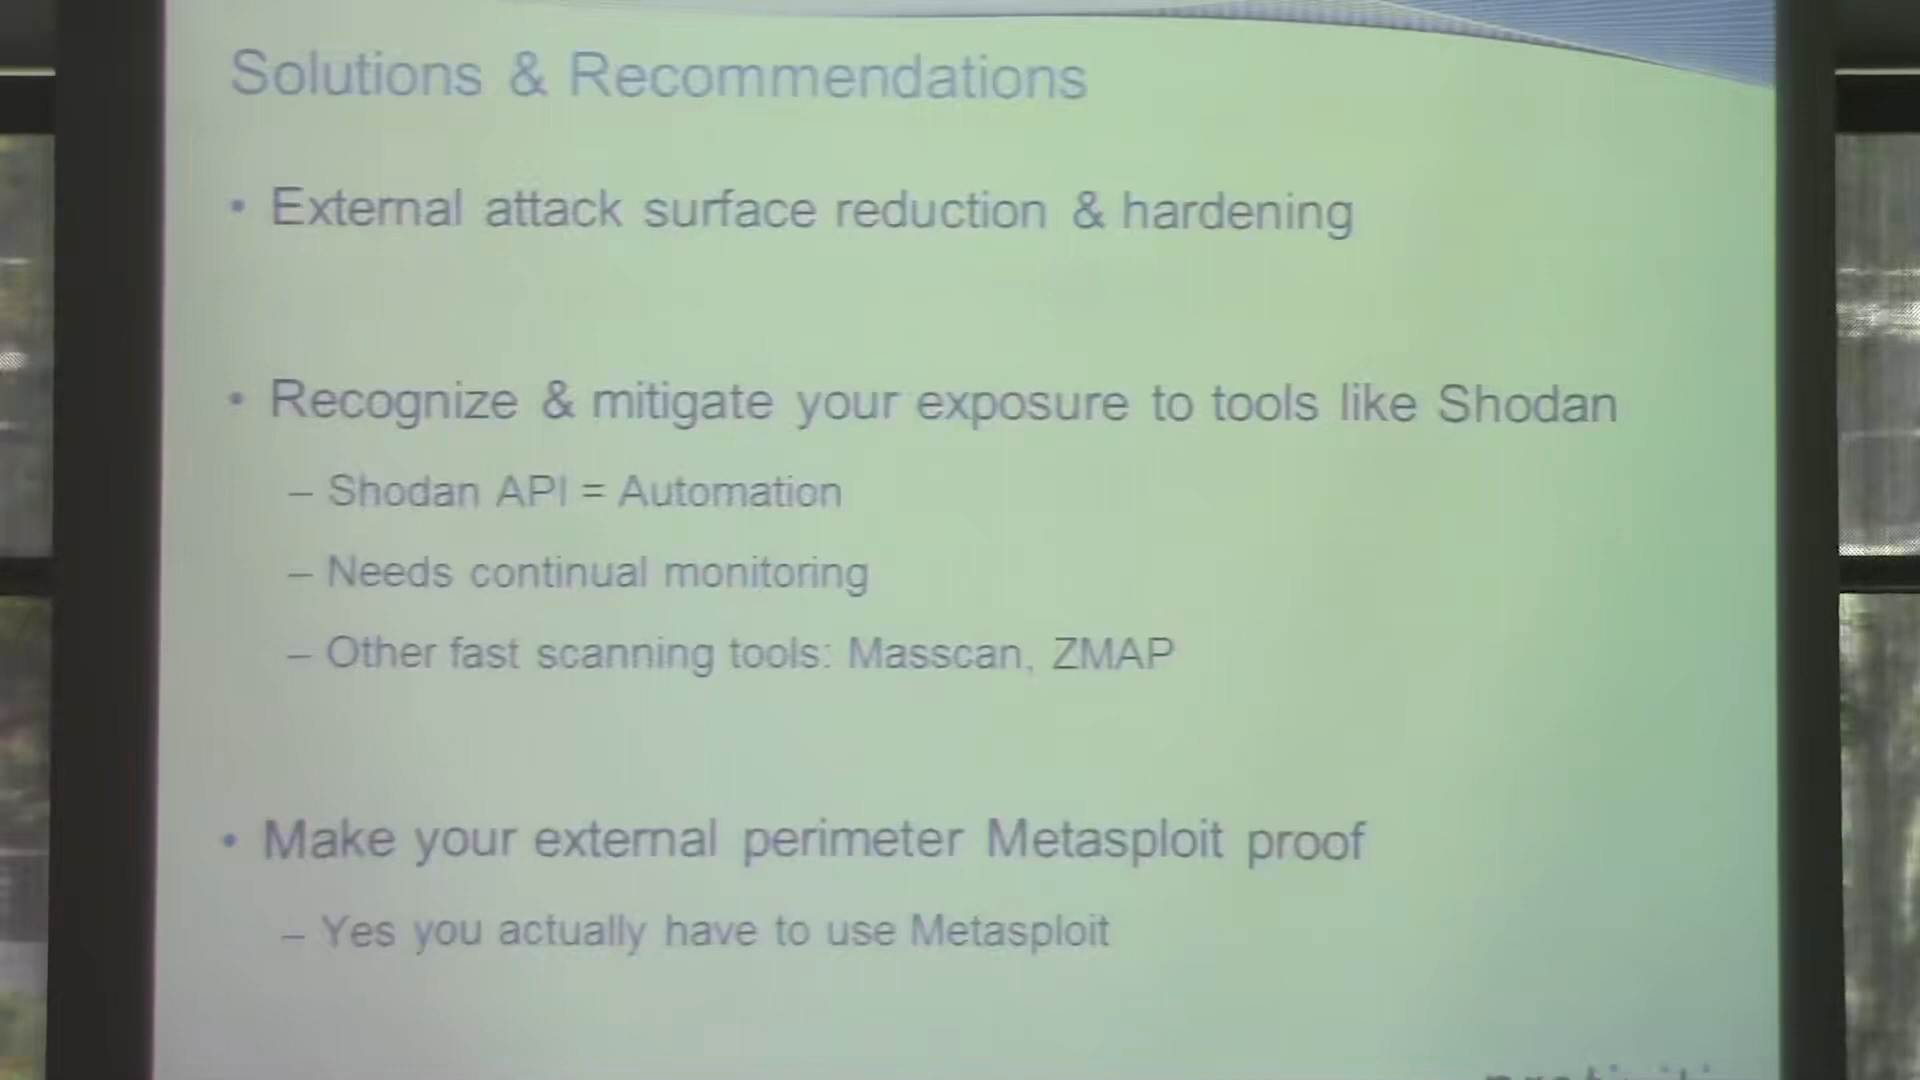 Solutions & Recommendations
• External attack surface reduction & hardening
• Recognize & mitigate your exposure to tools like Shodan
– Shodan API = Automation
– Needs continual monitoring
– Other fast scanning tools: Masscan, ZMAP
• Make your external perimeter Metasploit proof
– Yes you actually have to use Metasploit